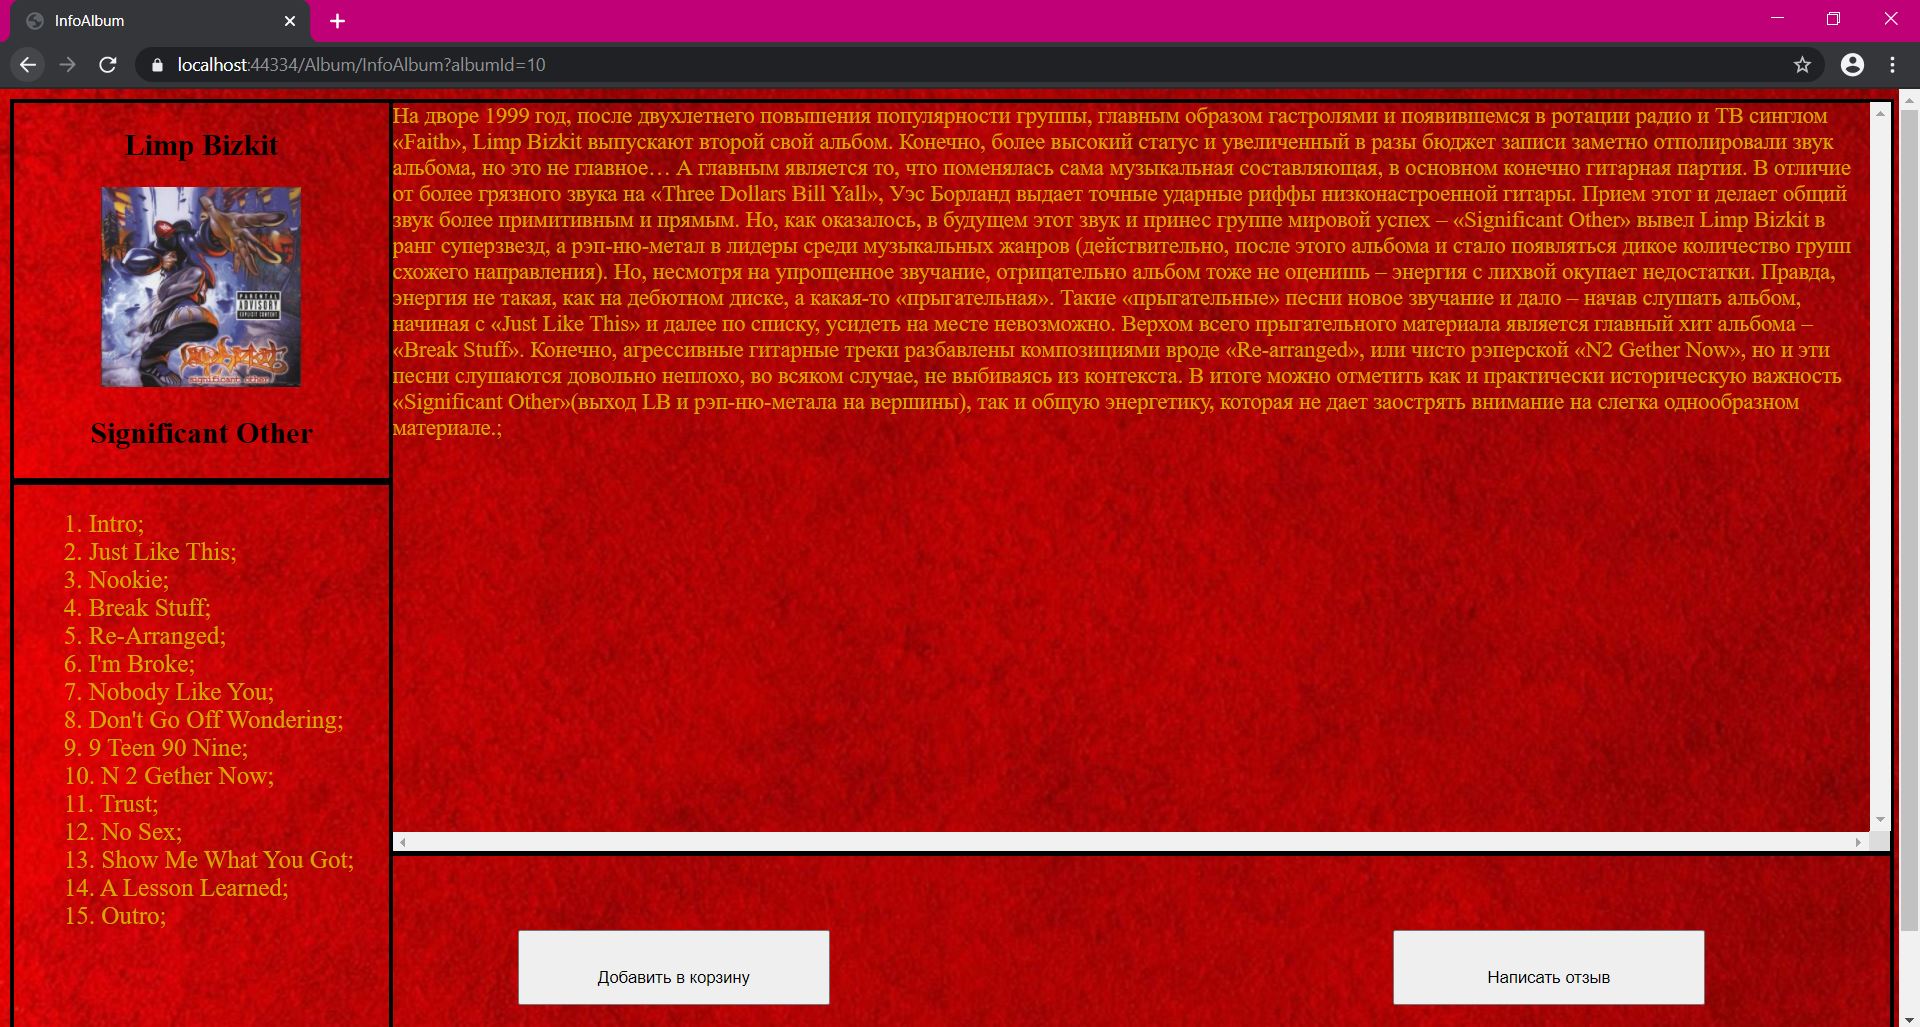 InfoAlbum
localhost:44334/Album/InfoAlbum?albumId=10
Limp Bizkit
PARENTAL
ADVISORY
EXPLICIT CONTENT
limp bizkit
significant other
Significant Other
1. Intro;
2. Just Like This;
3. Nookie;
4. Break Stuff;
5. Re-Arranged;
6. I'm Broke;
7. Nobody Like You;
8. Don't Go Off Wondering;
9. 9 Teen 90 Nine;
10. N 2 Gether Now;
11. Trust;
12. No Sex;
13. Show Me What You Got;
14. A Lesson Learned;
15. Outro;
На дворе 1999 год, после двухлетнего повышения популярности группы, главным образом гастролями и появившемся в ротации радио и ТВ синглом
«Faith», Limp Bizkit выпускают второй свой альбом. Конечно, более высокий статус и увеличенный в разы бюджет записи заметно отполировали звук
альбома, но это не главное… А главным является то, что поменялась сама музыкальная составляющая, в основном конечно гитарная партия. В отличие
от более грязного звука на «Three Dollars Bill Yall», Уэс Борланд выдает точные ударные риффы низконастроенной гитары. Прием этот и делает общий
звук более примитивным и прямым. Но, как оказалось, в будущем этот звук и принес группе мировой успех – «Significant Other» вывел Limp Bizkit в
ранг суперзвезд, а рэп-ню-метал в лидеры среди музыкальных жанров (действительно, после этого альбома и стало появляться дикое количество групп
схожего направления). Но, несмотря на упрощенное звучание, отрицательно альбом тоже не оценишь – энергия с лихвой окупает недостатки. Правда,
энергия не такая, как на дебютном диске, а какая-то «прыгательная». Такие «прыгательные» песни новое звучание и дало – начав слушать альбом,
начиная с «Just Like This» и далее по списку, усидеть на месте невозможно. Верхом всего прыгательного материала является главный хит альбома –
«Break Stuff». Конечно, агрессивные гитарные треки разбавлены композициями вроде «Re-arranged», или чисто рэперской «N2 Gether Now», но и эти
песни слушаются довольно неплохо, во всяком случае, не выбиваясь из контекста. В итоге можно отметить как и практически историческую важность
«Significant Other»(выход LB и рэп-ню-метала на вершины), так и общую энергетику, которая не дает заострять внимание на слегка однообразном
материале.;
Добавить в корзину
Написать отзыв